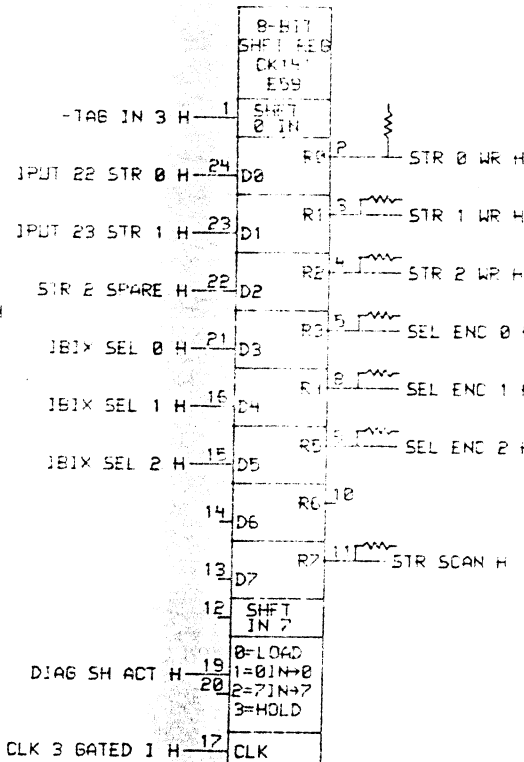 8-BIT
SHFT REG
E59
-TAB IN 3 H 1 SHFT
0 IN
R0 2 STR 0 WR H
IPUT 22 STR 0 H 24 D0
R1 3 STR 1 WR H
IPUT 23 STR 1 H 23 D1
R2 4 STR 2 WR H
STR 2 SPARE H 22 D2
R3 5 SEL ENC 0
IBIX SEL 0 H 21 D3
SEL ENC 1
IBIX SEL 1 H 16 D4
R5 SEL ENC 2
IBIX SEL 2 H 15 D5
R6 10
14 D6
R7 11 STR SCAN H
13 D7
12 SHFT
IN 7
0=LOAD
DIAG SH ACT H 19 1=0IN→0
20 2=7IN→7
3=HOLD
CLK 3 GATED I H 17 CLK